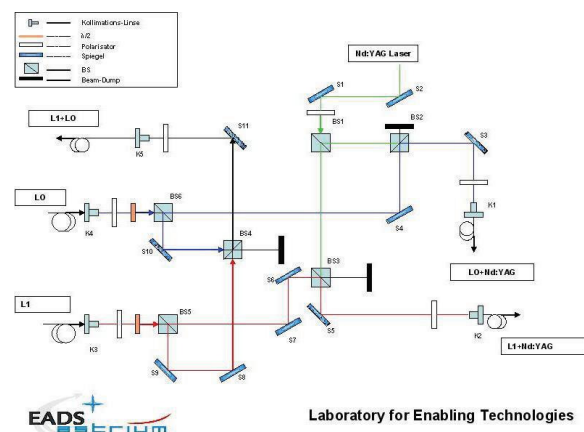 Kollimations-Linse
λ/2
Polarisator
Spiegel
BS
Beam-Dump
Nd:YAG Laser
S1
S2
L1+LO
S11
BS1
BS2
S3
K5
LO
BS6
K4
S10
BS4
S4
K1
BS3
LO+Nd:YAG
S6
L1
BS5
S7
S5
K3
K2
S9
S8
L1+Nd:YAG
EADS
astrium
Laboratory for Enabling Technologies